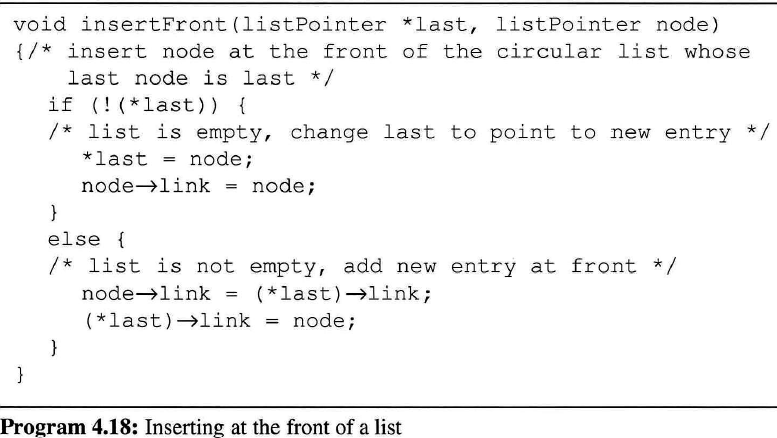 void insertFront(listPointer *last, listPointer node)
{/* insert node at the front of the circular list whose
last node is last */
if (!(*last)) {
/* list is empty, change last to point to new entry */
*last = node;
node→link = node;
}
else {
/* list is not empty, add new entry at front */
node→link = (*last)→link;
(*last)→link = node;
}
}
Program 4.18: Inserting at the front of a list